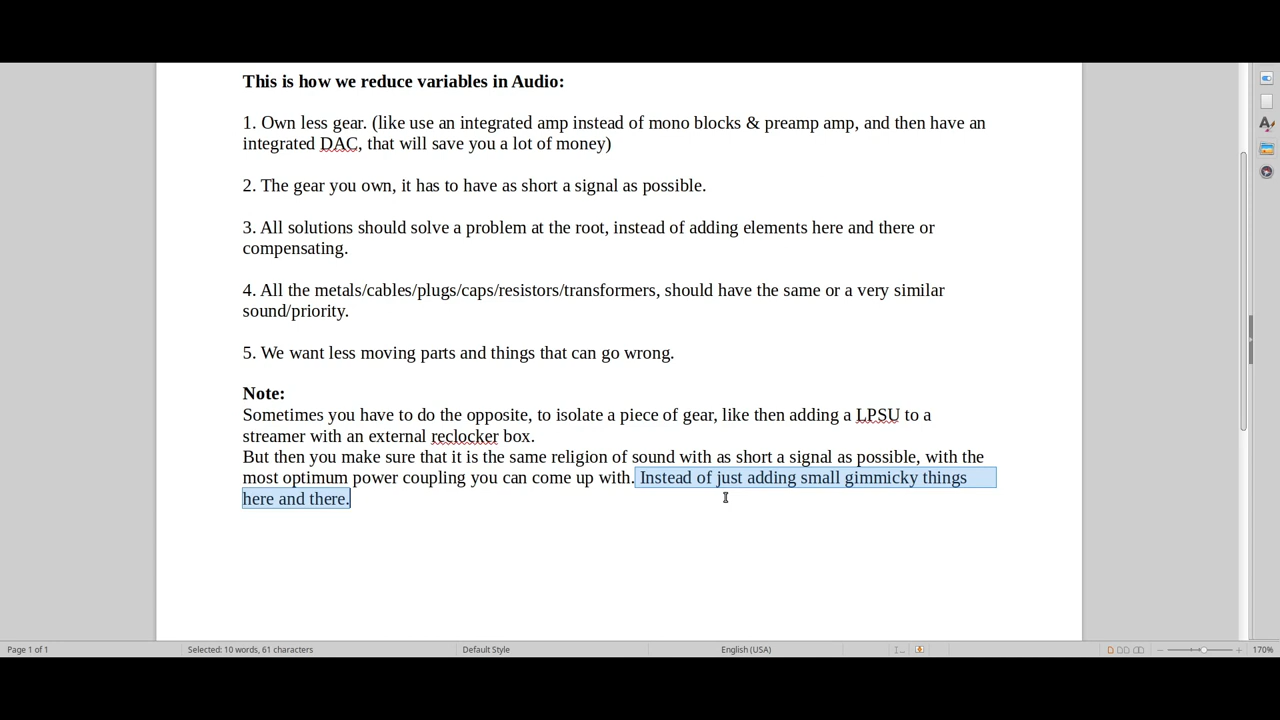 This is how we reduce variables in Audio:
1. Own less gear. (like use an integrated amp instead of mono blocks & preamp amp, and then have an
integrated DAC, that will save you a lot of money)
2. The gear you own, it has to have as short a signal as possible.
3. All solutions should solve a problem at the root, instead of adding elements here and there or
compensating.
4. All the metals/cables/plugs/caps/resistors/transformers, should have the same or a very similar
sound/priority.
5. We want less moving parts and things that can go wrong.
Note:
Sometimes you have to do the opposite, to isolate a piece of gear, like then adding a LPSU to a
streamer with an external reclocker box.
But then you make sure that it is the same religion of sound with as short a signal as possible, with the
most optimum power coupling you can come up with. Instead of just adding small gimmicky things
here and there.
Page 1 of 1 Selected: 10 words, 61 characters Default Style English (USA) 170%